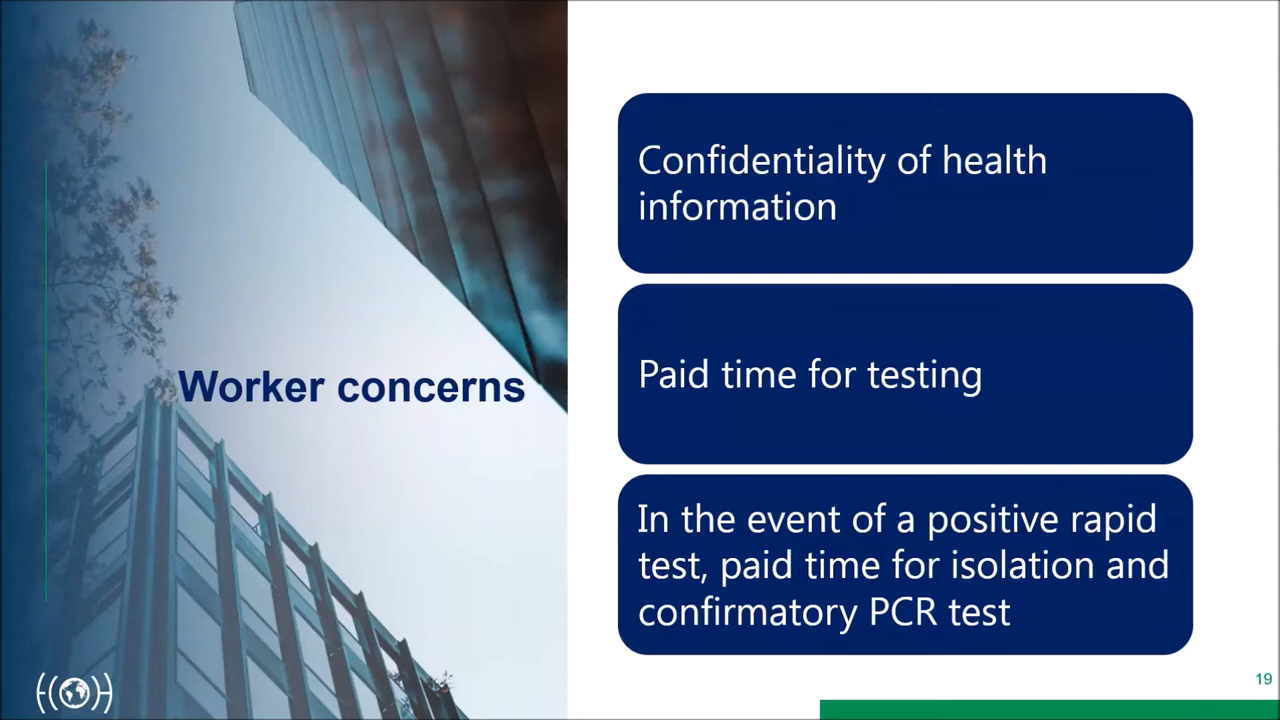 Worker concerns
Confidentiality of health
information
Paid time for testing
In the event of a positive rapid
test, paid time for isolation and
confirmatory PCR test
19